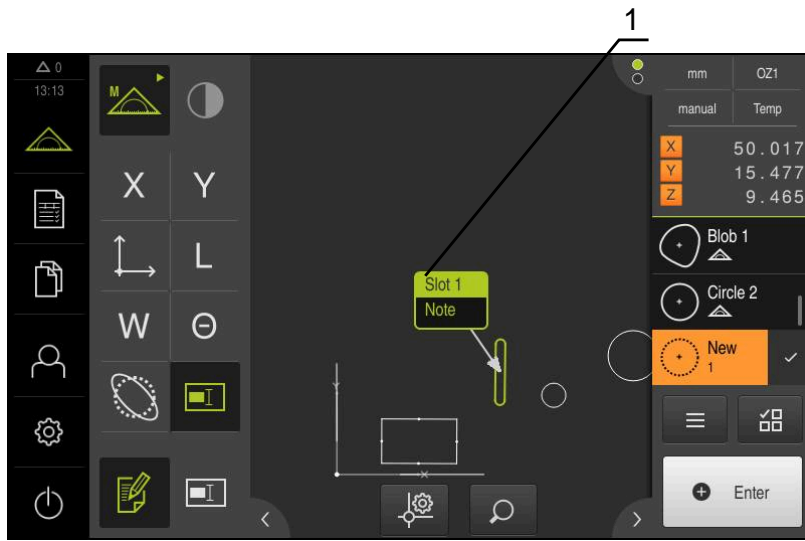 1
0
13:13
M
X Y
L
W Θ
Slot 1
Note
Y
X
mm OZ1
manual Temp
X 50.017
Y 15.477
Z 9.465
Blob 1
Circle 2
New
1
Enter